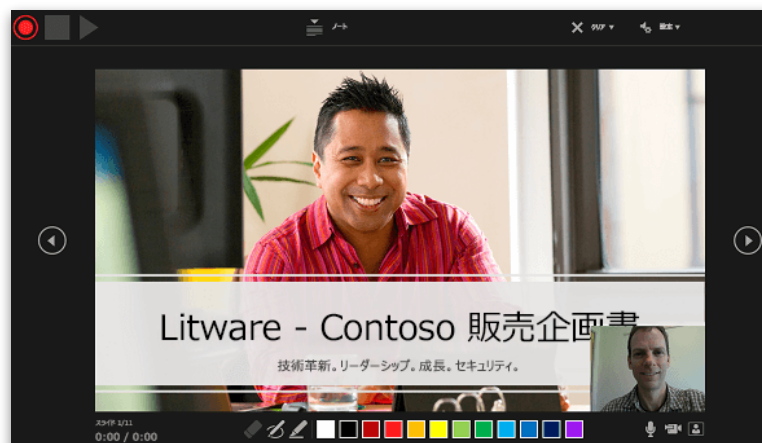 ノート
クリア ▾
Litware - Contoso 販売企画書
技術革新。リーダーシップ。成長。セキュリティ。
スライド 1/11
0:00 / 0:00